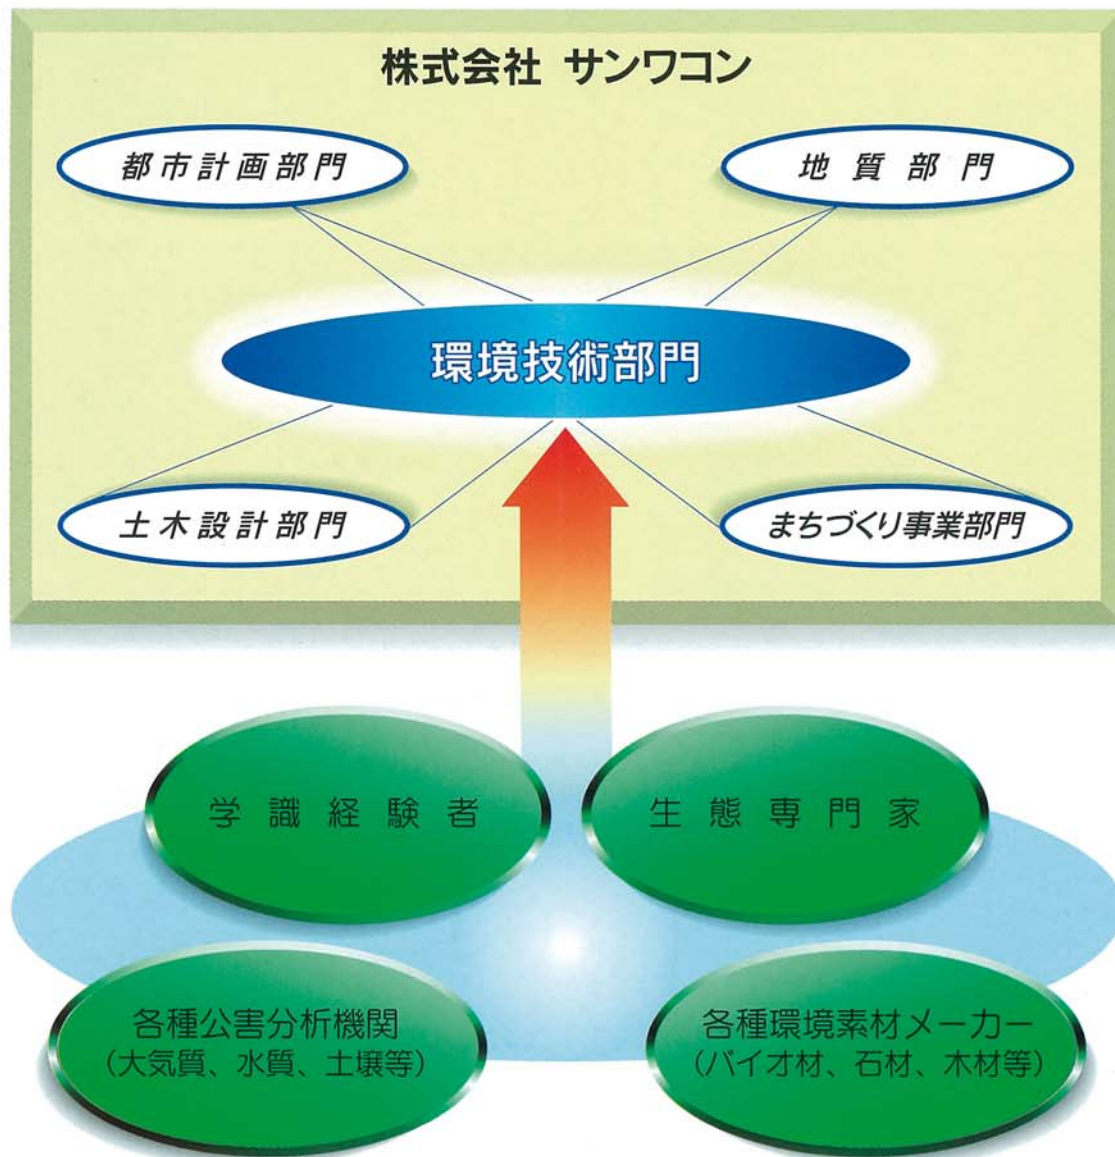 株式会社 サンワコン
都市計画部門
地質部門
環境技術部門
土木設計部門
まちづくり事業部門
学識経験者
生態専門家
各種公害分析機関
(大気質、水質、土壌等)
各種環境素材メーカー
(バイオ材、石材、木材等)